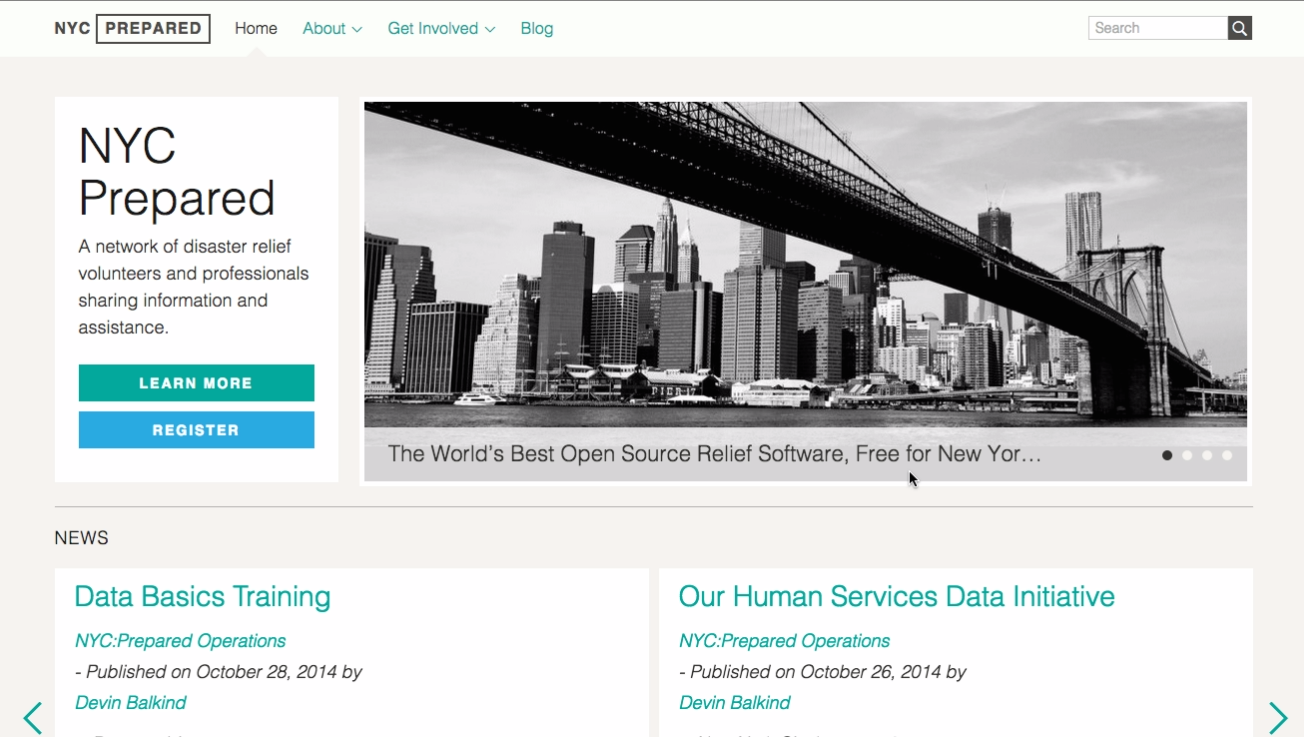 NYC PREPARED Home About Get Involved Blog Search
NYC
Prepared
A network of disaster relief
volunteers and professionals
sharing information and
assistance.
LEARN MORE
REGISTER
The World's Best Open Source Relief Software, Free for New Yor...
NEWS
Data Basics Training
NYC:Prepared Operations
- Published on October 28, 2014 by
Devin Balkind
Our Human Services Data Initiative
NYC:Prepared Operations
- Published on October 26, 2014 by
Devin Balkind